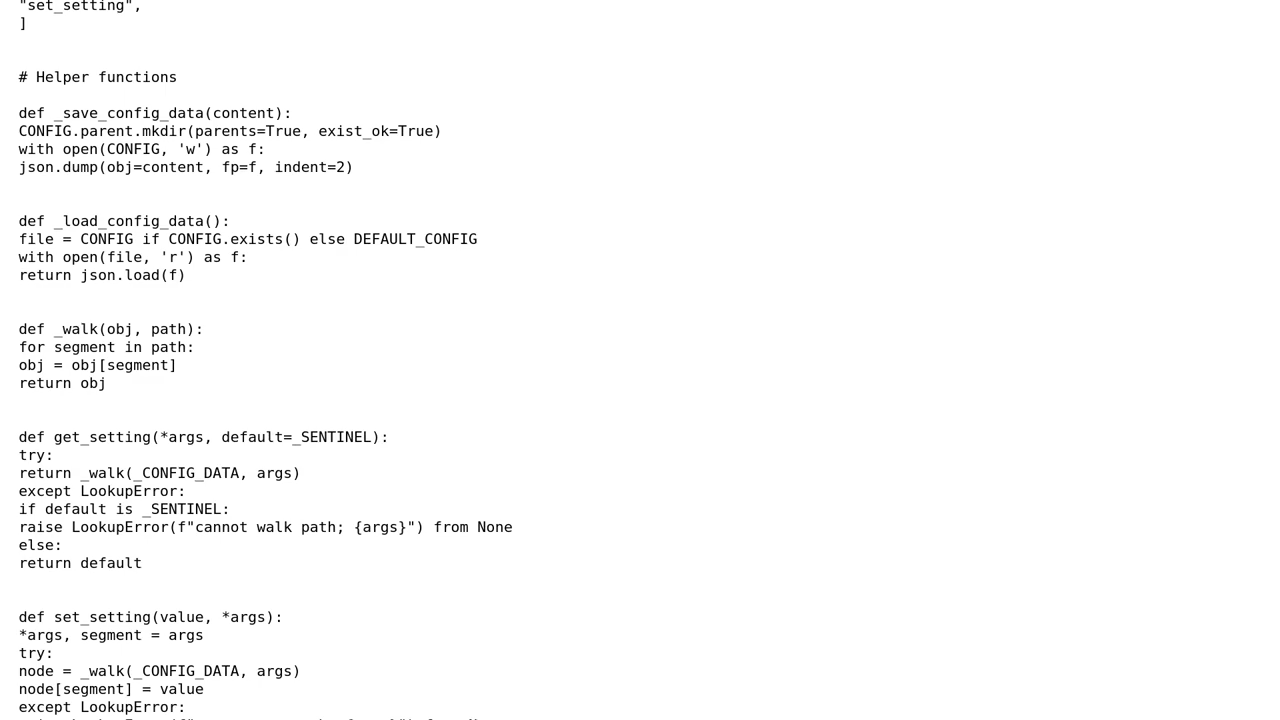 "set_setting",
]
# Helper functions
def _save_config_data(content):
CONFIG.parent.mkdir(parents=True, exist_ok=True)
with open(CONFIG, 'w') as f:
json.dump(obj=content, fp=f, indent=2)
def _load_config_data():
file = CONFIG if CONFIG.exists() else DEFAULT_CONFIG
with open(file, 'r') as f:
return json.load(f)
def _walk(obj, path):
for segment in path:
obj = obj[segment]
return obj
def get_setting(*args, default=_SENTINEL):
try:
return _walk(_CONFIG_DATA, args)
except LookupError:
if default is _SENTINEL:
raise LookupError(f"cannot walk path; {args}") from None
else:
return default
def set_setting(value, *args):
*args, segment = args
try:
node = _walk(_CONFIG_DATA, args)
node[segment] = value
except LookupError: